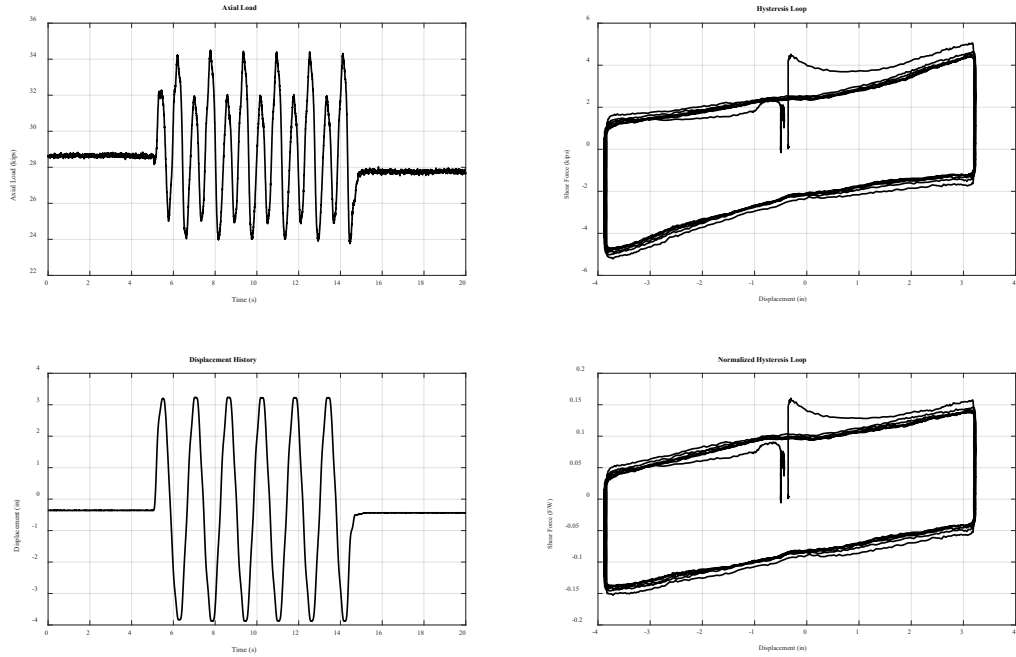 Axial Load
36
34
32
30
28
26
24
22
Axial Load (kips)
0 2 4 6 8 10 12 14 16 18 20
Time (s)
Hysteresis Loop
6
4
2
0
-2
-4
-6
Shear Force (kips)
-4 -3 -2 -1 0 1 2 3 4
Displacement (in)
Displacement History
4
3
2
1
0
-1
-2
-3
-4
Displacement (in)
0 2 4 6 8 10 12 14 16 18 20
Time (s)
Normalized Hysteresis Loop
0.2
0.15
0.1
0.05
0
-0.05
-0.1
-0.15
-0.2
Shear Force (F/W)
-4 -3 -2 -1 0 1 2 3 4
Displacement (in)